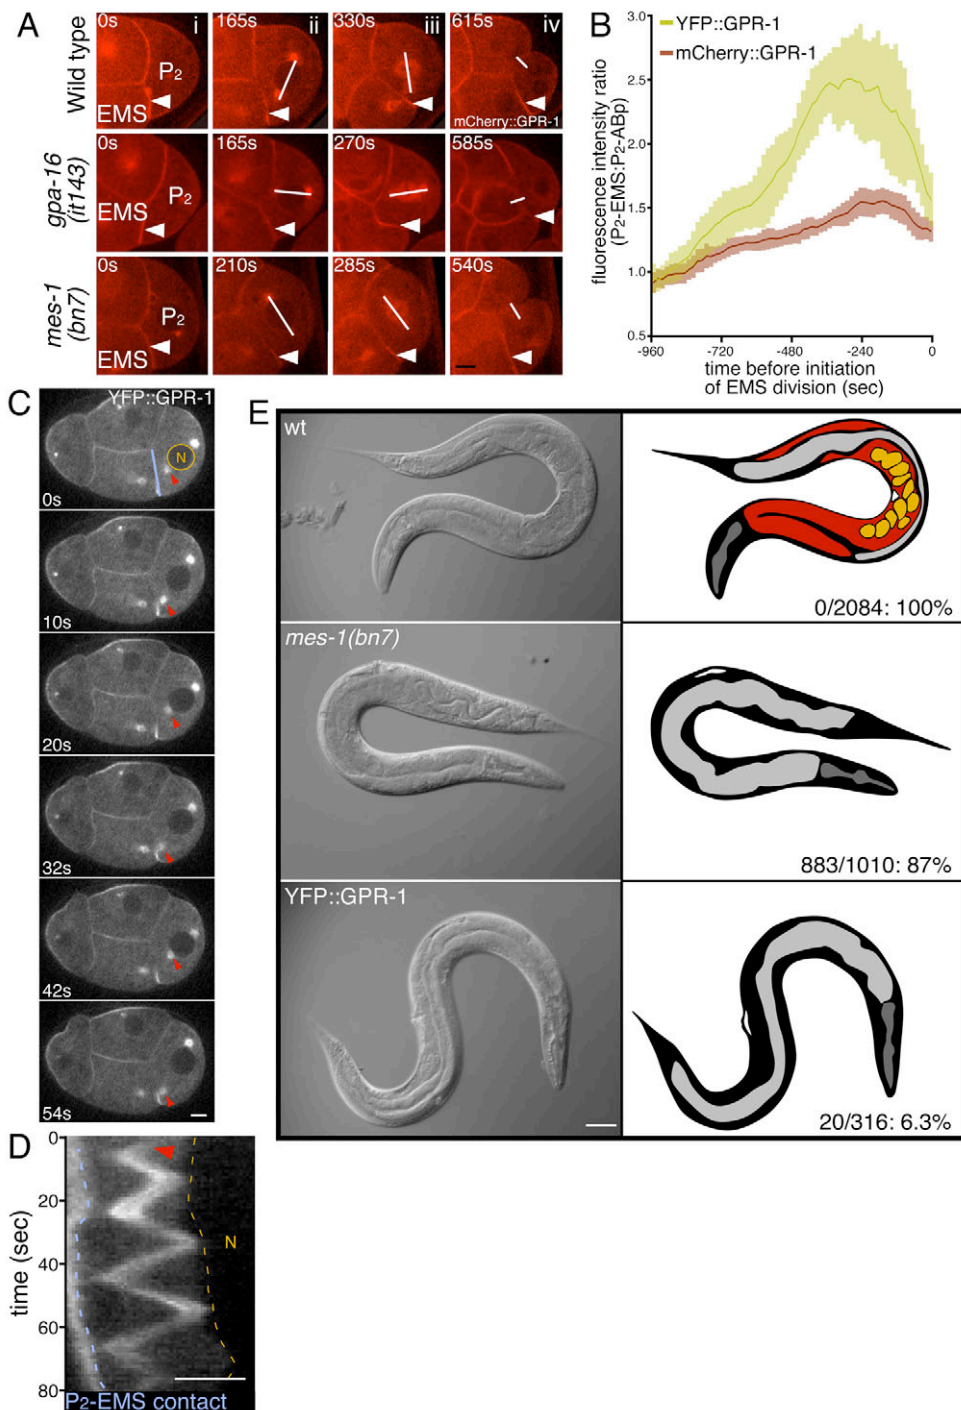 A
Wild type
0s
i
P2
EMS
165s
ii
330s
iii
615s
iv
mCherry::GPR-1
gpa-16
(it143)
0s
P2
EMS
165s
270s
585s
mes-1
(bn7)
0s
P2
EMS
210s
285s
540s
B
YFP::GPR-1
mCherry::GPR-1
fluorescence intensity ratio
(P2-EMS:P2-ABp)
3.0
2.5
2.0
1.5
1.0
0.5
-960
-720
-480
-240
0
time before initiation
of EMS division (sec)
C
YFP::GPR-1
N
0s
10s
20s
32s
42s
54s
D
time (sec)
0
20
40
60
80
N
P2-EMS contact
E
wt
0/2084: 100%
mes-1(bn7)
883/1010: 87%
YFP::GPR-1
20/316: 6.3%